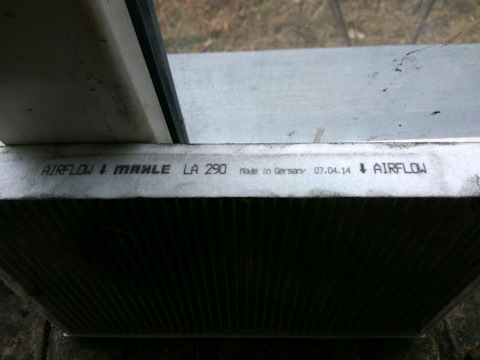 AIRFLOW ⬇ MAHLE LA 290 Made in Germany 07.04.14 ⬇ AIRFLOW